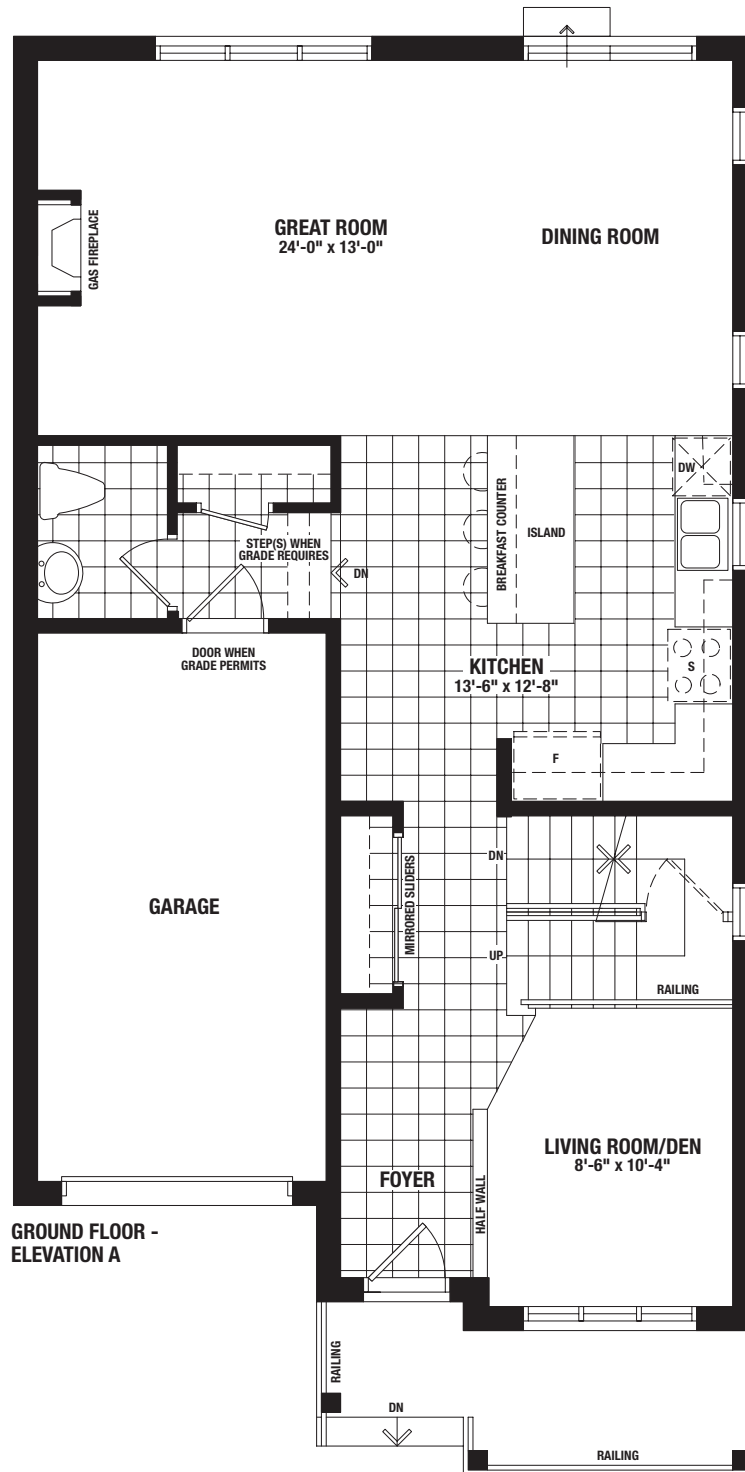 GREAT ROOM
24'-0" x 13'-0"
DINING ROOM
GAS FIREPLACE
DW
BREAKFAST COUNTER
ISLAND
STEP(S) WHEN
GRADE REQUIRES
DN
DOOR WHEN
GRADE PERMITS
KITCHEN
13'-6" x 12'-8"
S
F
GARAGE
MIRRORED SLIDERS
DN
UP
RAILING
LIVING ROOM/DEN
8'-6" x 10'-4"
FOYER
HALF WALL
GROUND FLOOR -
ELEVATION A
RAILING
DN
RAILING